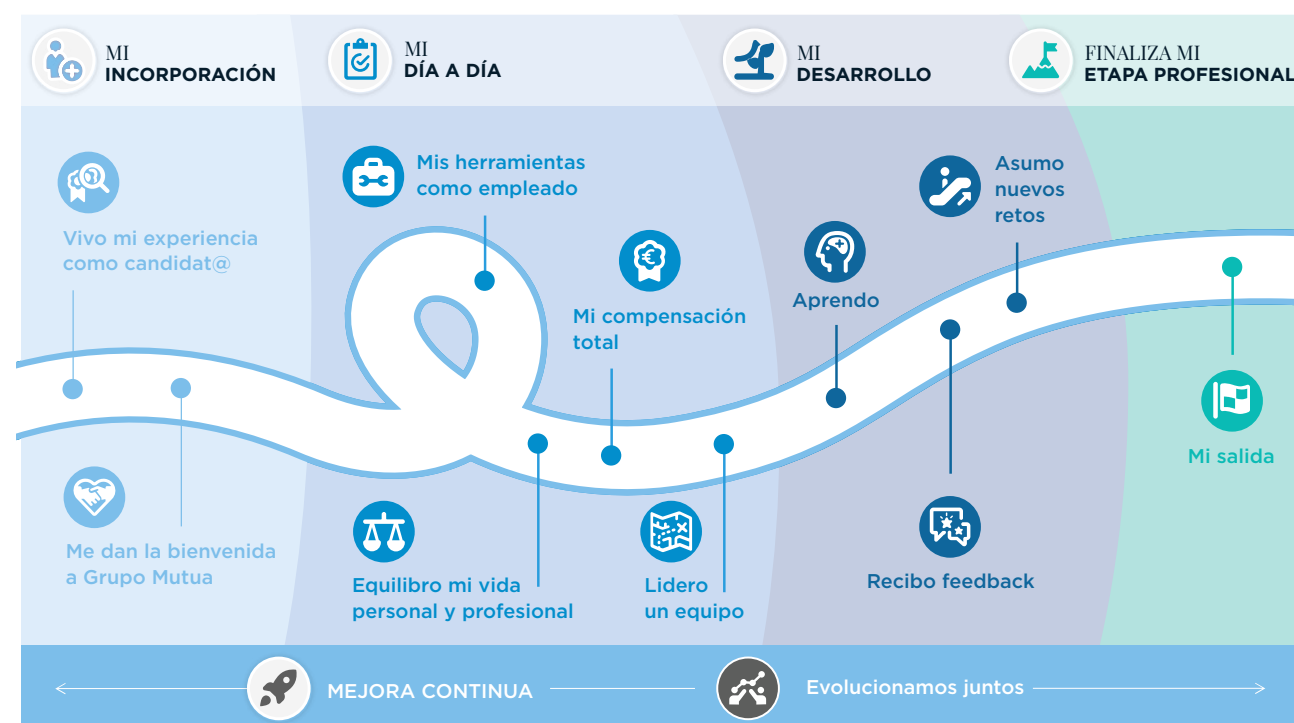 MI
INCORPORACIÓN
MI
DÍA A DÍA
MI
DESARROLLO
FINALIZA MI
ETAPA PROFESIONAL
Vivo mi experiencia
como candidat@
Me dan la bienvenida
a Grupo Mutua
Mis herramientas
como empleado
Equilibro mi vida
personal y profesional
Mi compensación
total
Lidero
un equipo
Aprendo
Recibo feedback
Asumo
nuevos
retos
Mi salida
MEJORA CONTINUA
Evolucionamos juntos